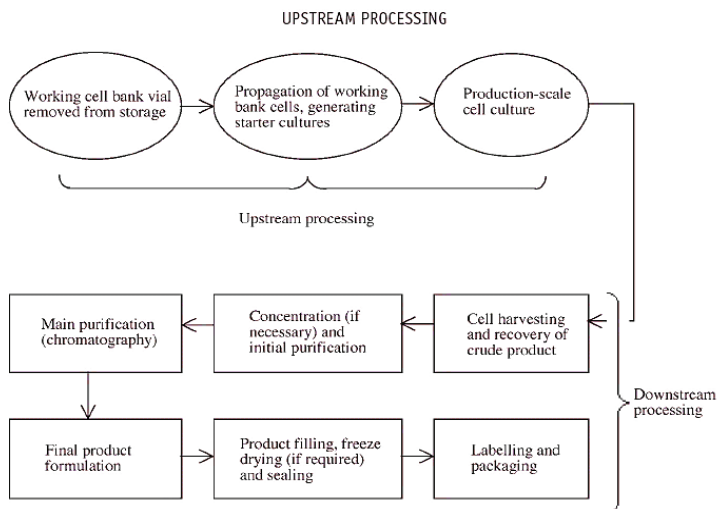 UPSTREAM PROCESSING
Working cell bank vial
removed from storage
Propagation of working
bank cells, generating
starter cultures
Production-scale
cell culture
Upstream processing
Main purification
(chromatography)
Concentration (if
necessary) and
initial purification
Cell harvesting
and recovery of
crude product
Downstream
processing
Final product
formulation
Product filling, freeze
drying (if required)
and sealing
Labelling and
packaging